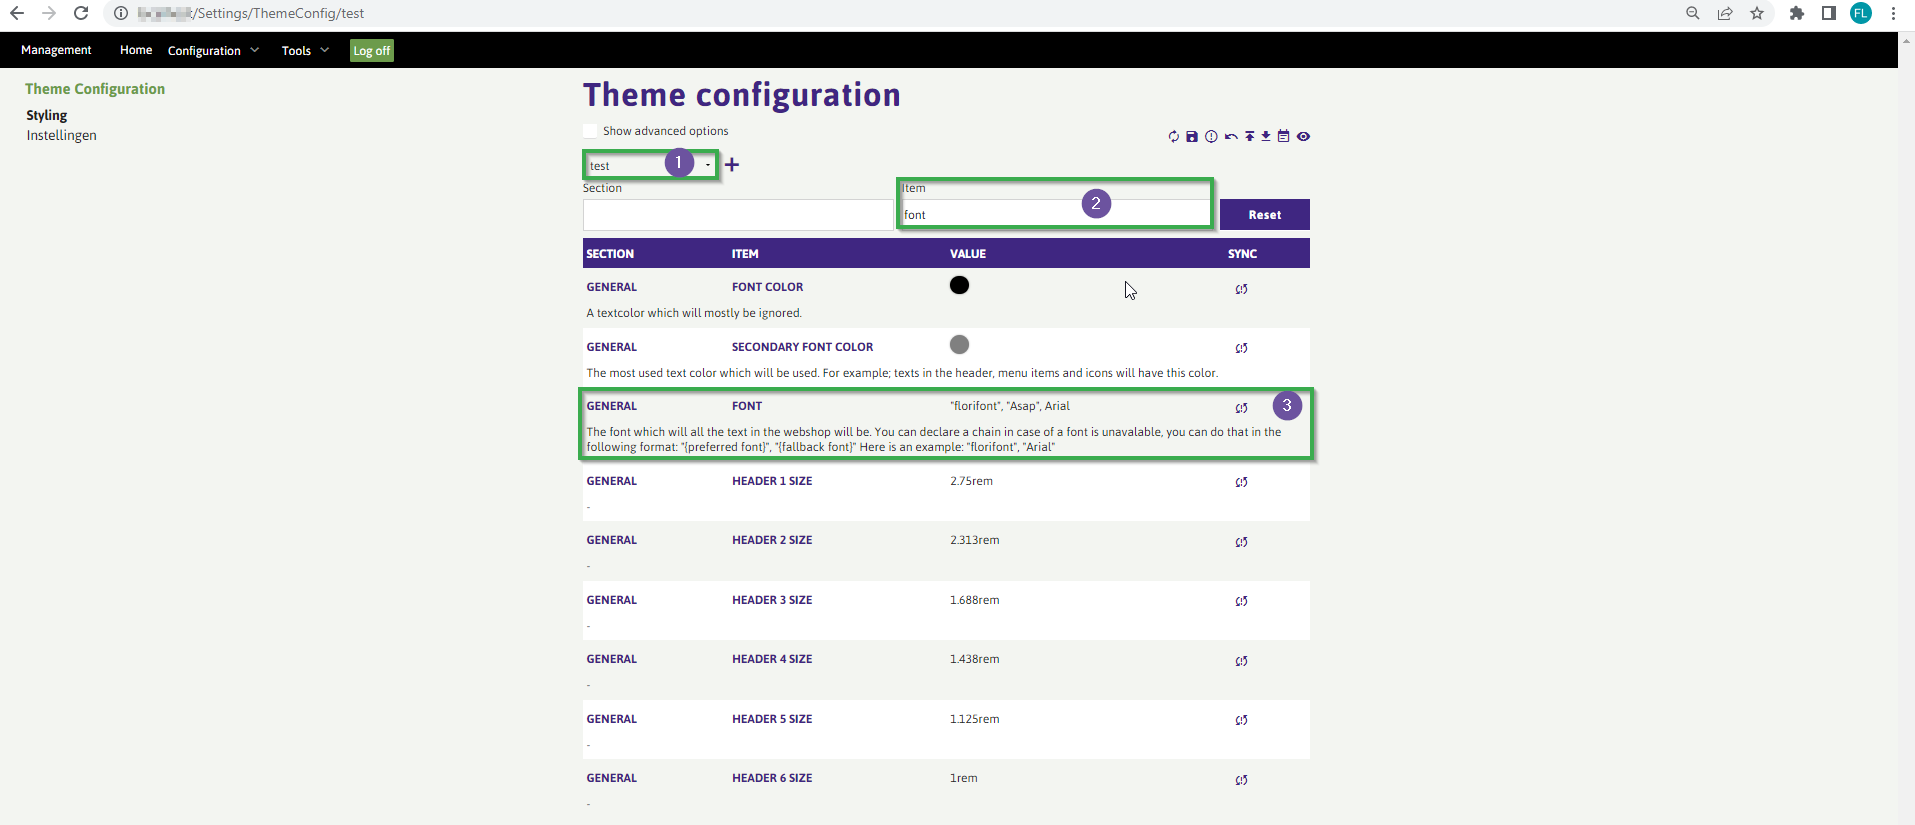 /Settings/ThemeConfig/test
FL
Management Home Configuration Tools Log off
Theme Configuration
Styling
Instellingen
Theme configuration
Show advanced options
test 1
Section Item
font 2 Reset
SECTION ITEM VALUE SYNC
GENERAL FONT COLOR
A textcolor which will mostly be ignored.
GENERAL SECONDARY FONT COLOR
The most used text color which will be used. For example; texts in the header, menu items and icons will have this color.
GENERAL FONT "florifont", "Asap", Arial 3
The font which will all the text in the webshop will be. You can declare a chain in case of a font is unavalable, you can do that in the
following format: "{preferred font}", "{fallback font}" Here is an example: "florifont", "Arial"
GENERAL HEADER 1 SIZE 2.75rem
-
GENERAL HEADER 2 SIZE 2.313rem
-
GENERAL HEADER 3 SIZE 1.688rem
-
GENERAL HEADER 4 SIZE 1.438rem
-
GENERAL HEADER 5 SIZE 1.125rem
-
GENERAL HEADER 6 SIZE 1rem
-